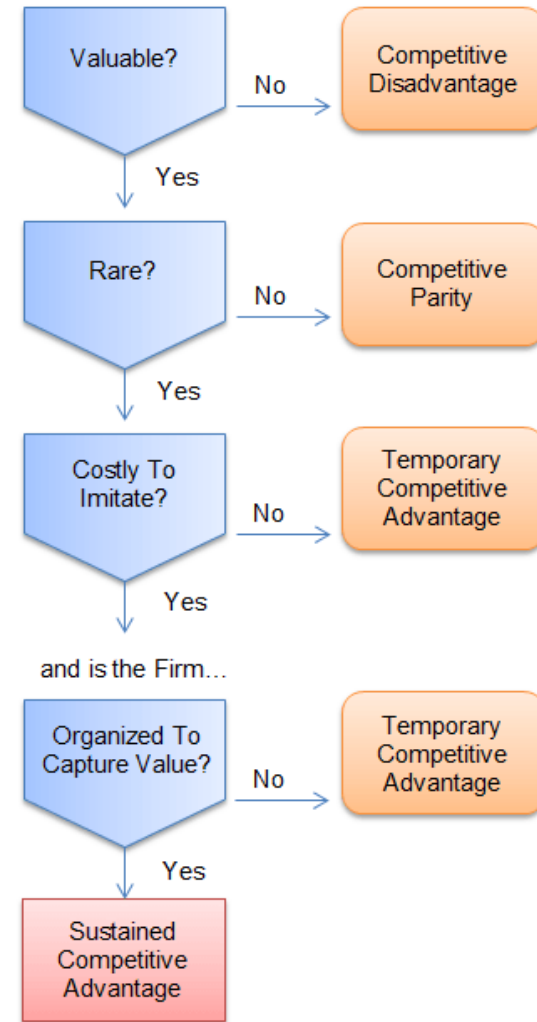 Valuable?
No
Competitive
Disadvantage
Yes
Rare?
No
Competitive
Parity
Yes
Costly To
Imitate?
No
Temporary
Competitive
Advantage
Yes
and is the Firm...
Organized To
Capture Value?
No
Temporary
Competitive
Advantage
Yes
Sustained
Competitive
Advantage